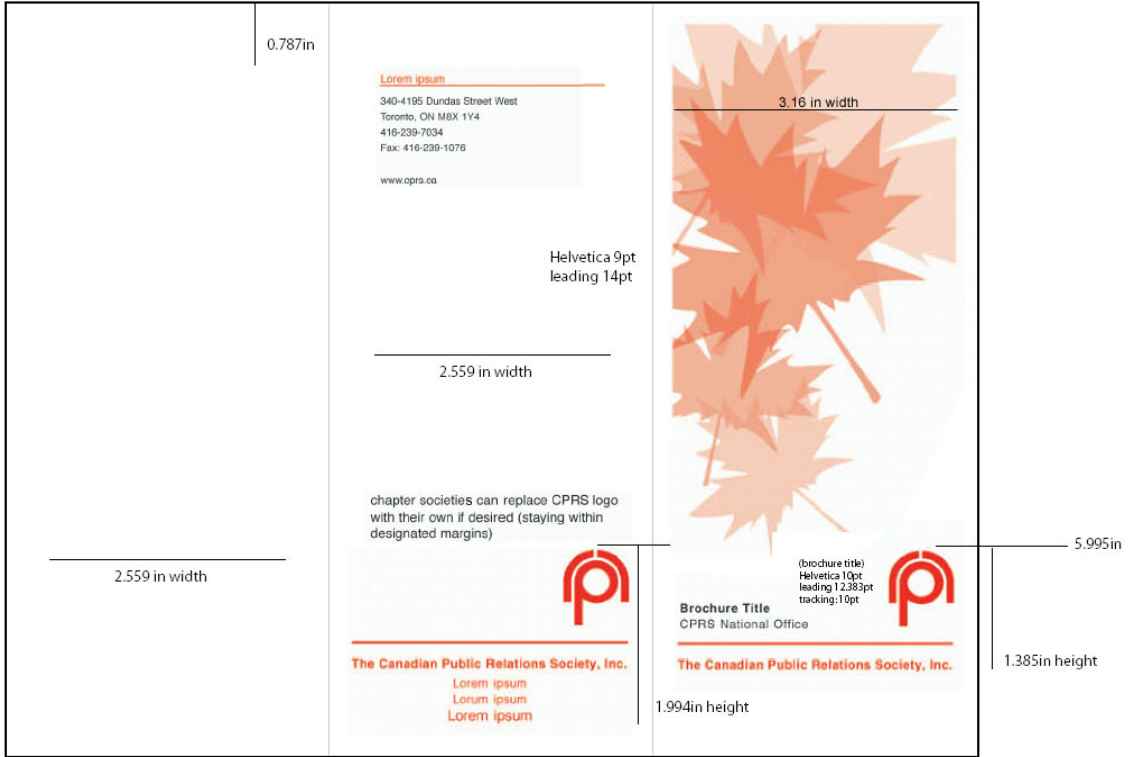 0.787in
2.559 in width
Lorem ipsum
340-4195 Dundas Street West
Toronto, ON M8X 1Y4
416-239-7034
Fax: 416-239-1076
www.cprs.ca
Helvetica 9pt
leading 14pt
2.559 in width
chapter societies can replace CPRS logo
with their own if desired (staying within
designated margins)
The Canadian Public Relations Society, Inc.
Lorem ipsum
Lorum ipsum
Lorem ipsum
1.994in height
3.16 in width
(brochure title)
Helvetica 10pt
leading 12.383pt
tracking: 10pt
Brochure Title
CPRS National Office
The Canadian Public Relations Society, Inc.
5.995in
1.385in height